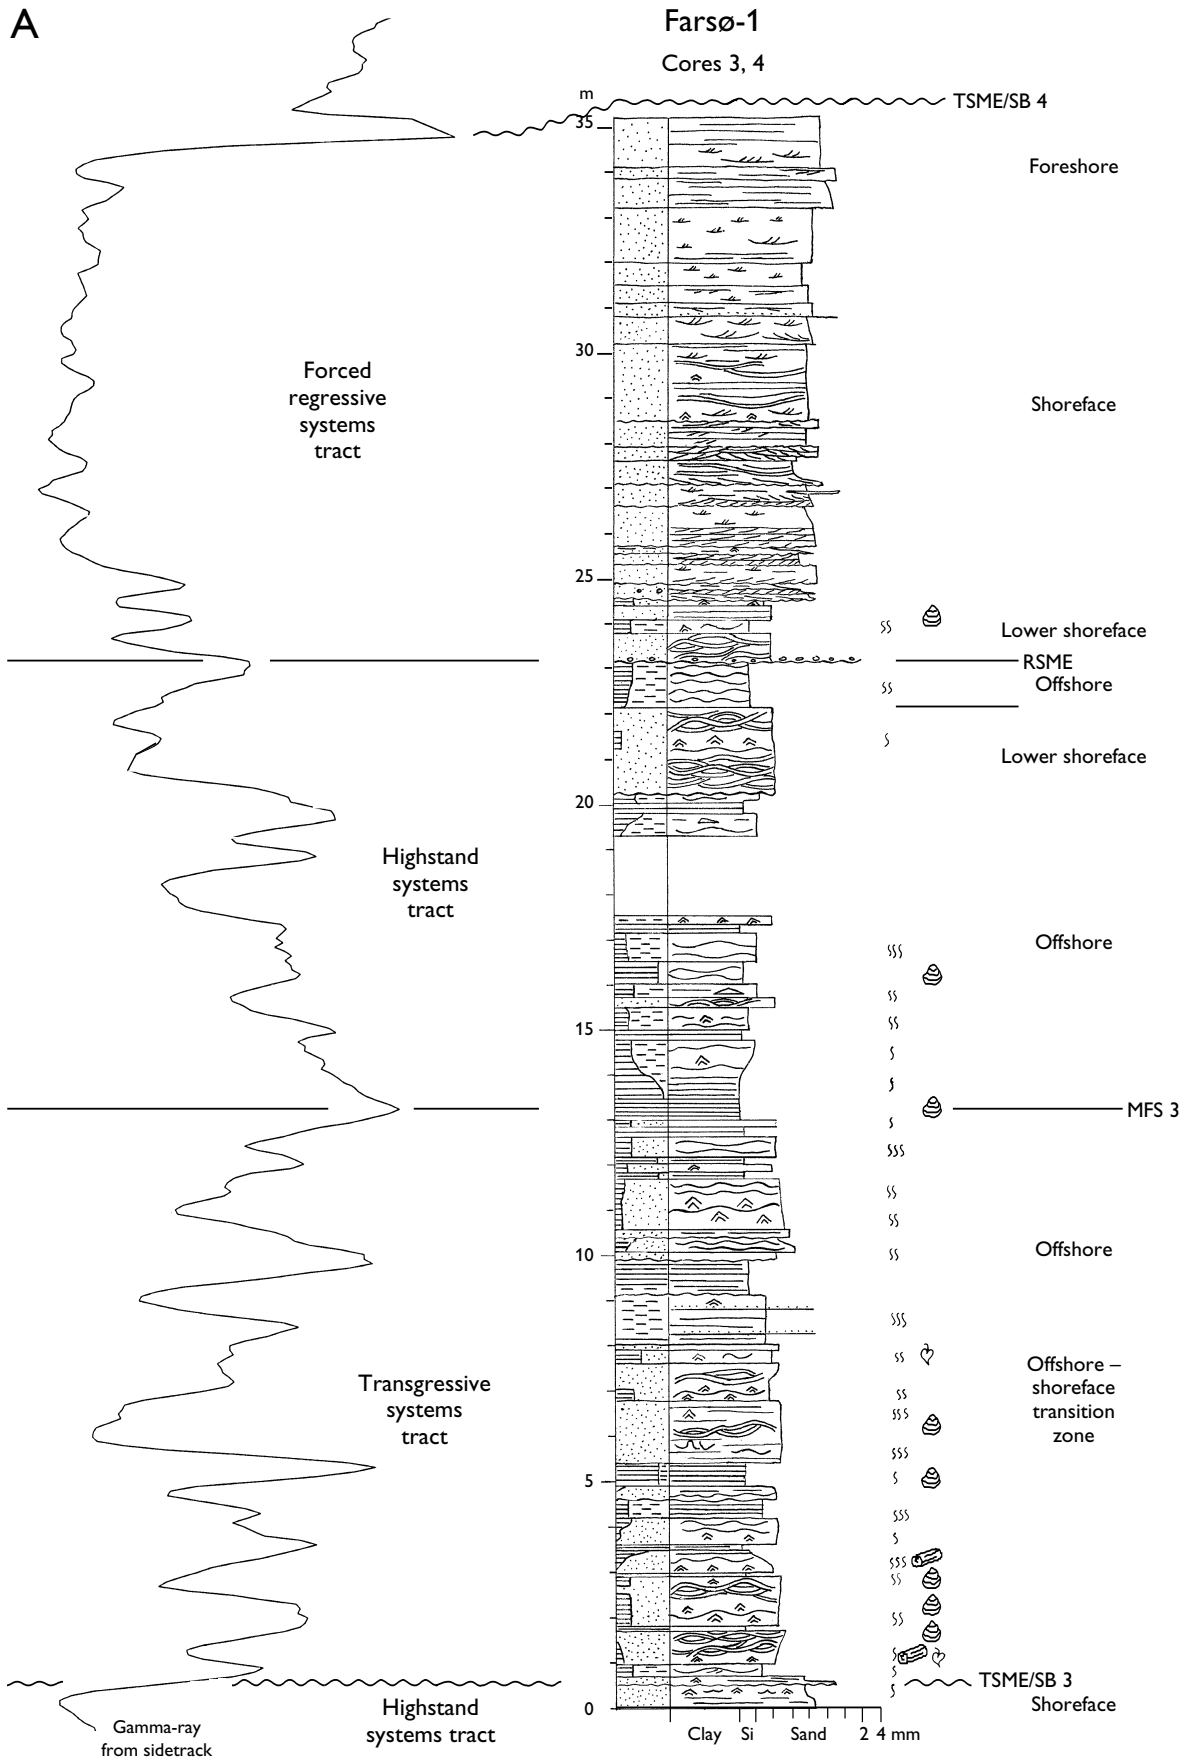 A
Farsø-1
Cores 3, 4
m
TSME/SB 4
35
Foreshore
30
Forced
regressive
systems
tract
Shoreface
25
Lower shoreface
RSME
Offshore
Lower shoreface
20
Highstand
systems
tract
Offshore
15
MFS 3
10
Offshore
Transgressive
systems
tract
Offshore –
shoreface
transition
zone
5
TSME/SB 3
Highstand
systems tract
0
Shoreface
Gamma-ray
from sidetrack
Clay Si Sand 2 4 mm